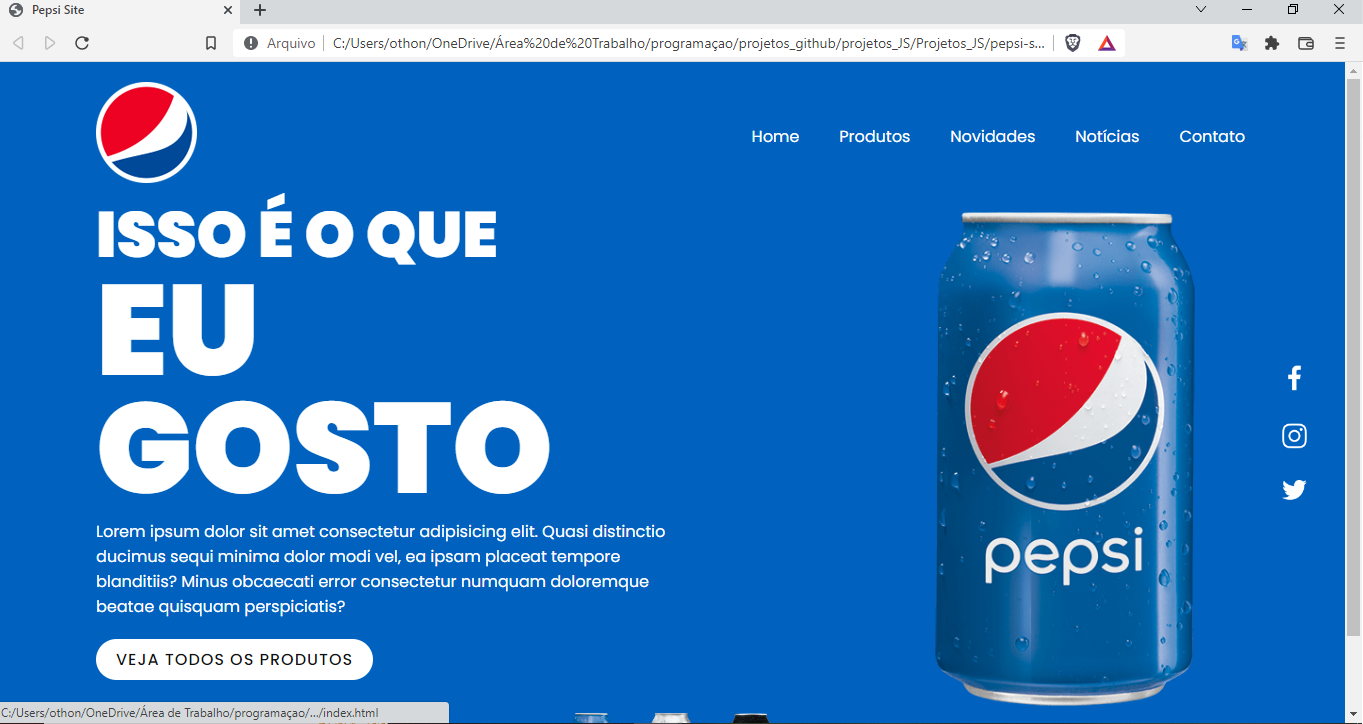 Pepsi Site
Arquivo
C:/Users/othon/OneDrive/Área%20de%20Trabalho/programaçao/projetos_github/projetos_JS/Projetos_JS/pepsi-s...
Home Produtos Novidades Notícias Contato
ISSO É O QUE
EU
GOSTO
pepsi
Lorem ipsum dolor sit amet consectetur adipisicing elit. Quasi distinctio
ducimus sequi minima dolor modi vel, ea ipsam placeat tempore
blanditiis? Minus obcaecati error consectetur numquam doloremque
beatae quisquam perspiciatis?
VEJA TODOS OS PRODUTOS
C:/Users/othon/OneDrive/Área de Trabalho/programaçao/.../index.html